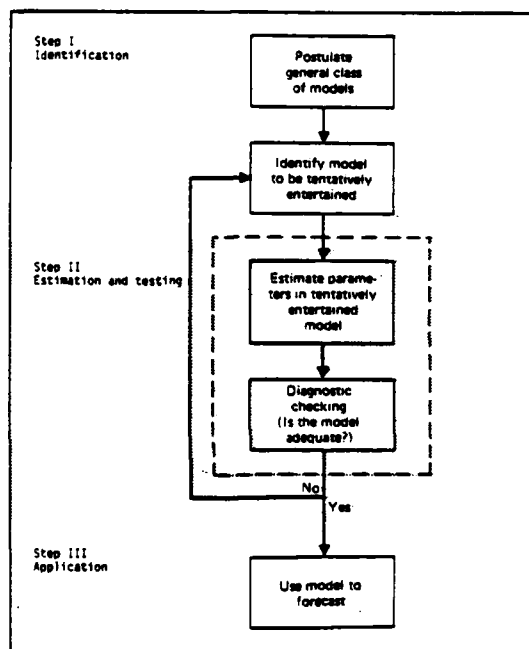 Step I
Identification
Postulate
general class
of models
Identify model
to be tentatively
entertained
Step II
Estimation and testing
Estimate parame-
ters in tentatively
entertained
model
Diagnostic
checking
(Is the model
adequate?)
No
Yes
Step III
Application
Use model to
forecast